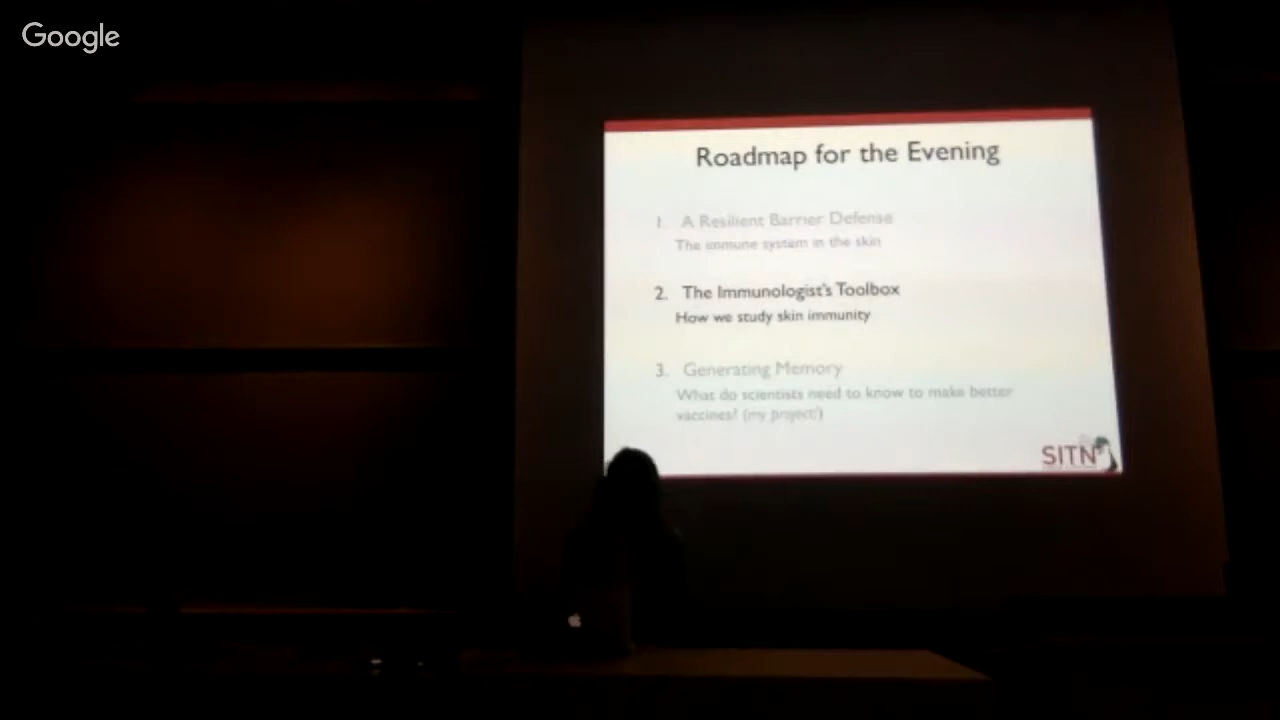 Google
Roadmap for the Evening
1. A Resilient Barrier Defense
The immune system in the skin
2. The Immunologist's Toolbox
How we study skin immunity
3. Generating Memory
What do scientists need to know to make better
vaccines? (my project!)
SITN